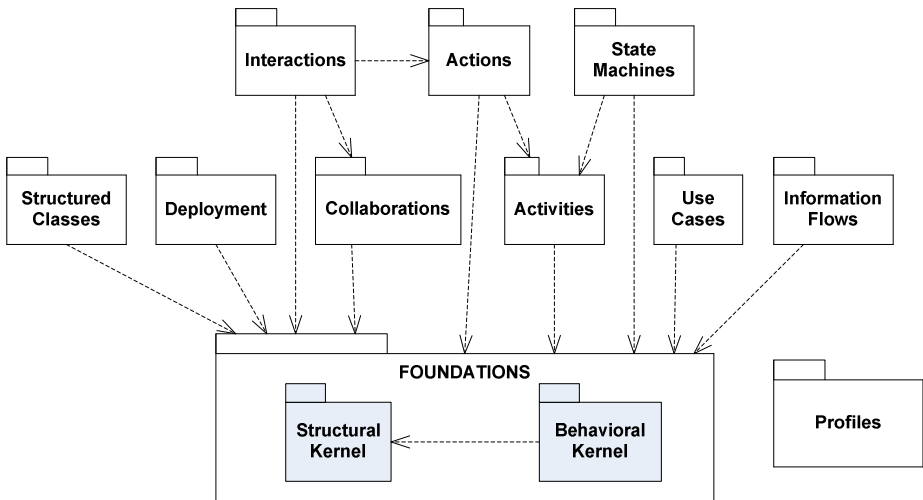 Interactions
Actions
State
Machines
Structured
Classes
Deployment
Collaborations
Activities
Use
Cases
Information
Flows
FOUNDATIONS
Structural
Kernel
Behavioral
Kernel
Profiles